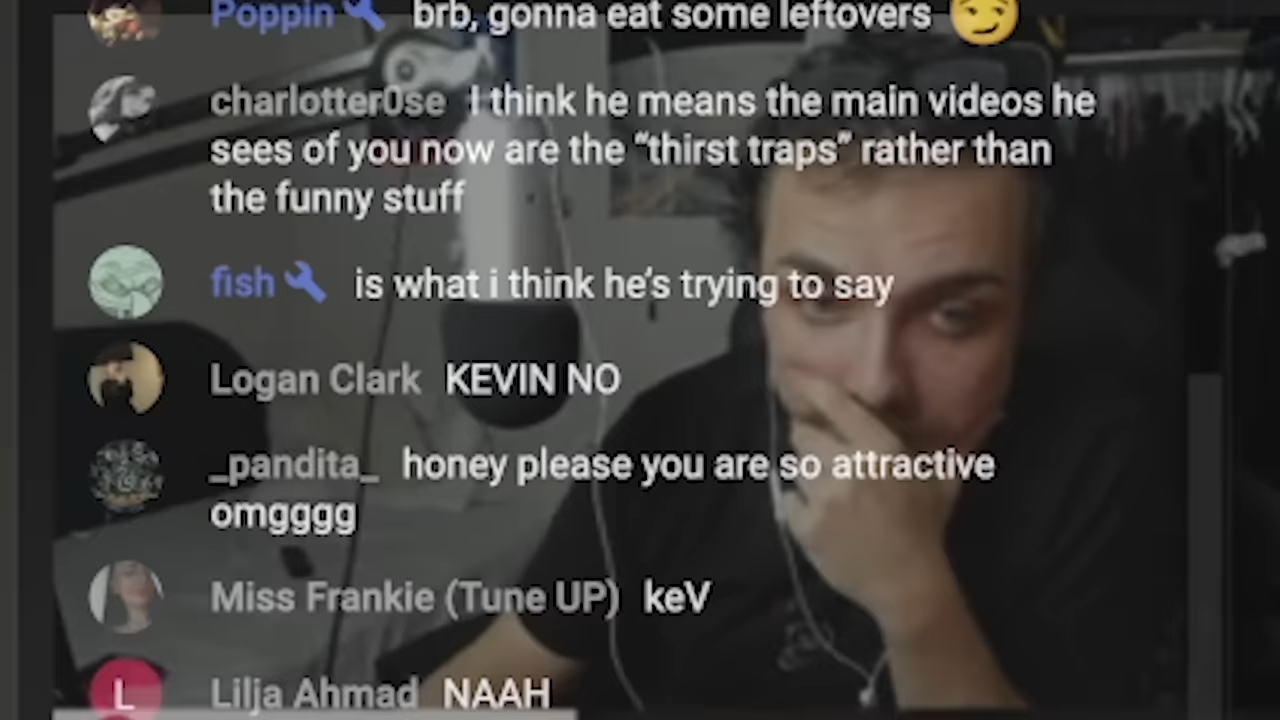 Poppin brb, gonna eat some leftovers 😏
charlotter0se I think he means the main videos he
sees of you now are the “thirst traps” rather than
the funny stuff
fish is what i think he’s trying to say
Logan Clark KEVIN NO
_pandita_ honey please you are so attractive
omgggg
Miss Frankie (Tune UP) keV
L Lilja Ahmad NAAH